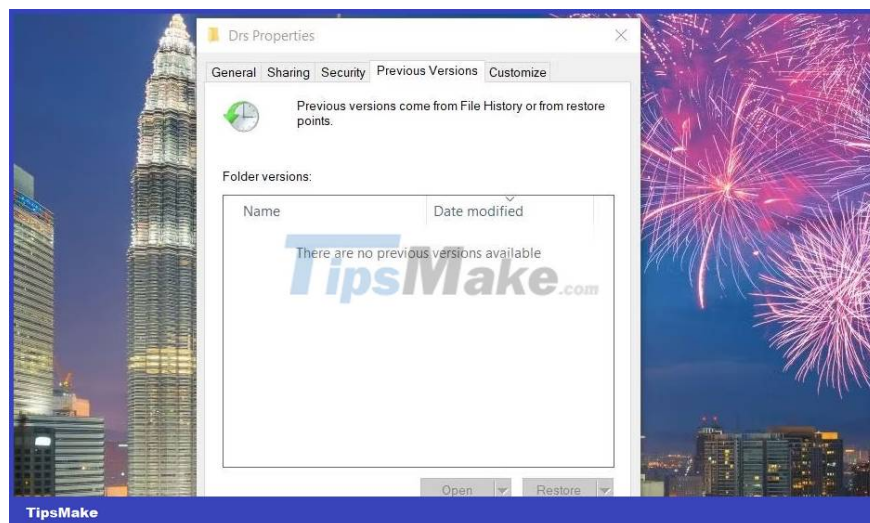 Drs Properties
General Sharing Security Previous Versions Customize
Previous versions come from File History or from restore
points.
Folder versions:
Name Date modified
There are no previous versions available
TipsMake.com
Open Restore
TipsMake